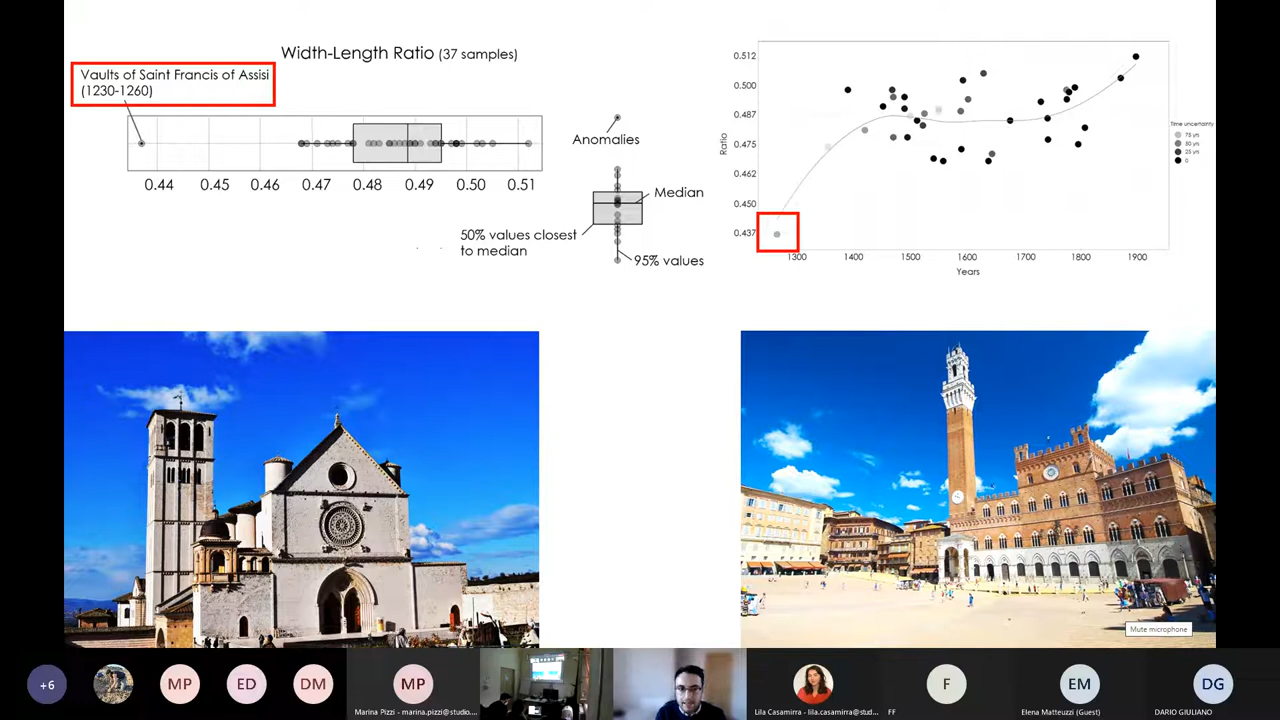 Width-Length Ratio (37 samples)
Vaults of Saint Francis of Assisi
(1230-1260)
0.44 0.45 0.46 0.47 0.48 0.49 0.50 0.51
Anomalies
Median
50% values closest
to median
95% values
0.512
0.500
0.487
0.475
0.462
0.450
0.437
Ratio
1300 1400 1500 1600 1700 1800 1900
Years
Time uncertainty
75 yrs
50 yrs
25 yrs
0
Mute microphone
+6
MP
ED
DM
MP
F
EM
DG
Marina Pizzi - marina.pizzi@studio....
Lila Casamirra - lila.casamirra@stud...
FF
Elena Matteuzzi (Guest)
DARIO GIULIANO